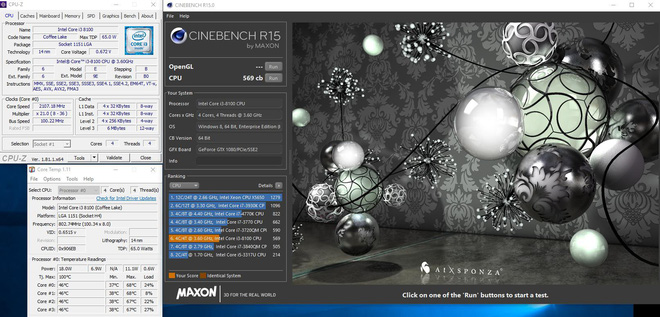 CPU-Z
CPU Caches Mainboard Memory SPD Graphics Bench About
Processor
Name Intel Core i3 8100
Code Name Coffee Lake Max TDP 65.0 W
Package Socket 1151 LGA
Technology 14 nm Core Voltage 0.672 V
Specification Intel® Core™ i3-8100 CPU @ 3.60GHz
Family 6 Model E Stepping B
Ext. Family 6 Ext. Model 9E Revision B0
Instructions MMX, SSE, SSE2, SSE3, SSSE3, SSE4.1, SSE4.2, EM64T, VT-x, AES, AVX, AVX2, FMA3
Clocks (Core #0) Cache
Core Speed 2107.18 MHz L1 Data 4 x 32 KBytes 8-way
Multiplier x 21.0 ( 8 - 36 ) L1 Inst. 4 x 32 KBytes 8-way
Bus Speed 100.22 MHz Level 2 4 x 256 KBytes 4-way
Level 3 6 MBytes 12-way
Selection Socket #1 Cores 4 Threads 4
CPU-Z Ver. 1.81.1.x64 Tools Validate Close
Core Temp 1.11
File Options Tools Help
Select CPU: Processor #0 4 Core(s) 4 Thread(s)
Processor Information Check for Intel Driver Updates
Model: Intel Core i3 8100 (Coffee Lake)
Platform: LGA 1151 (Socket H4)
Frequency: 802.74MHz (100.34 x 8.0)
VID: 0.6515 v
Revision: Lithography: 14 nm
CPUID: 0x906EB TDP: 65.0 Watts
Processor #0: Temperature Readings
Power: 18.0W 6.9W N/A 11.1W 0.6W
Tj. Max: 100°C Min. Max. Load
Core #0: 46°C 37°C 68°C 24%
Core #1: 46°C 38°C 68°C 8%
Core #2: 46°C 38°C 67°C 22%
Core #3: 46°C 38°C 67°C 27%
CINEBENCH R15
File Help
CINEBENCH R15
by MAXON
OpenGL --- Run
CPU 569 cb Run
Your System
Processor Intel Core i3-8100 CPU
Cores x GHz 4 Cores, 4 Threads @ 3.60 GHz
OS Windows 8, 64 Bit, Enterprise Edition
CB Version 64 Bit
GFX Board GeForce GTX 1080/PCIe/SSE2
Info
Ranking
CPU Details
1. 12C/24T @ 2.66 GHz, Intel Xeon CPU X5650 1279
2. 6C/12T @ 3.30 GHz, Intel Core i7-3930K CP 1096
3. 4C/8T @ 4.40 GHz, Intel Core i7-4770K 822
4. 4C/8T @ 3.40 GHz, Intel Core i7-3770 662
5. 4C/8T @ 2.60 GHz, Intel Core i7-3720QM CPI 590
6. 4C/4T @ 3.60 GHz, Intel Core i3-8100 569
7. 4C/8T @ 2.79 GHz, Intel Core i7-3840QM 505
8. 2C/4T @ 1.70 GHz, Intel Core i5-3317U CP 214
Your Score Identical System
MAXON 3D FOR THE REAL WORLD
AIXSPONZA
Click on one of the 'Run' buttons to start a test.